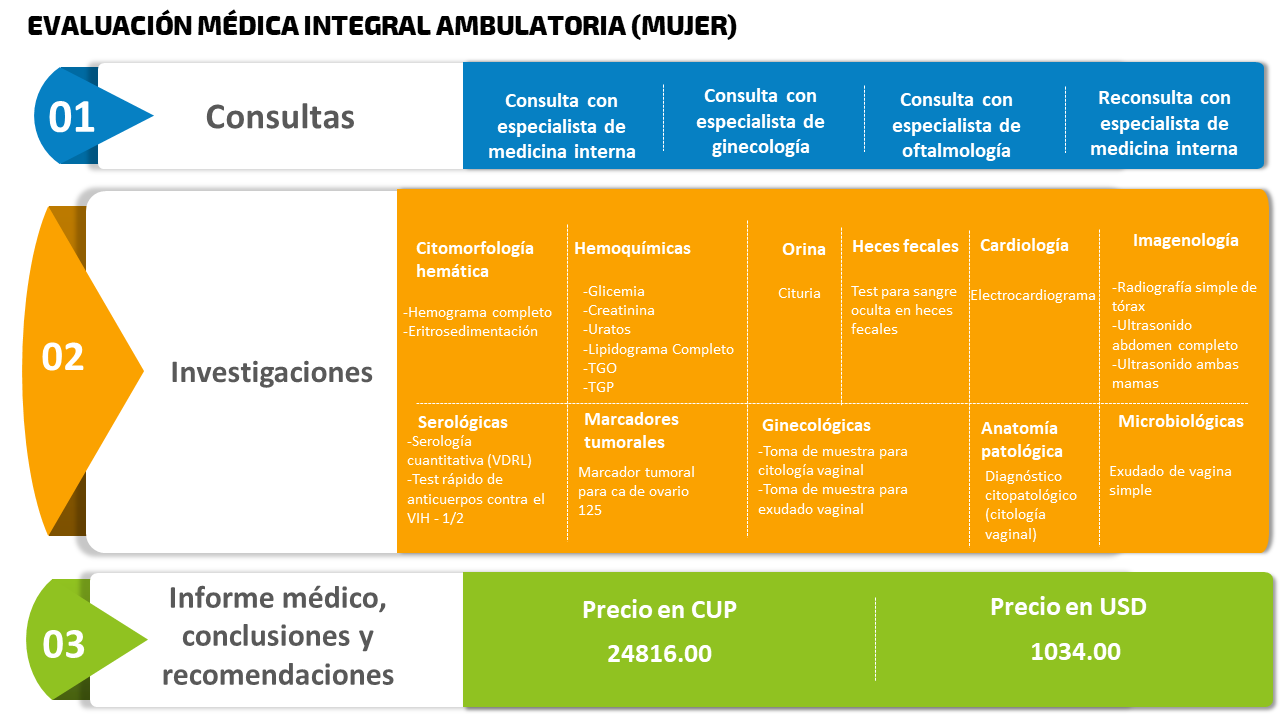 EVALUACIÓN MÉDICA INTEGRAL AMBULATORIA (MUJER)
01
Consultas
Consulta con
especialista de
medicina interna
Consulta con
especialista de
ginecología
Consulta con
especialista de
oftalmología
Reconsulta con
especialista de
medicina interna
02
Investigaciones
Citomorfología
hemática
-Hemograma completo
-Eritrosedimentación
Hemoquímicas
-Glicemia
-Creatinina
-Uratos
-Lipidograma Completo
-TGO
-TGP
Orina
Cituria
Heces fecales
Test para sangre
oculta en heces
fecales
Cardiología
Electrocardiograma
Imagenología
-Radiografía simple de
tórax
-Ultrasonido
abdomen completo
-Ultrasonido ambas
mamas
Serológicas
-Serología
cuantitativa (VDRL)
-Test rápido de
anticuerpos contra el
VIH - 1/2
Marcadores
tumorales
Marcador tumoral
para ca de ovario
125
Ginecológicas
-Toma de muestra para
citología vaginal
-Toma de muestra para
exudado vaginal
Anatomía
patológica
Diagnóstico
citopatológico
(citología
vaginal)
Microbiológicas
Exudado de vagina
simple
03
Informe médico,
conclusiones y
recomendaciones
Precio en CUP
24816.00
Precio en USD
1034.00